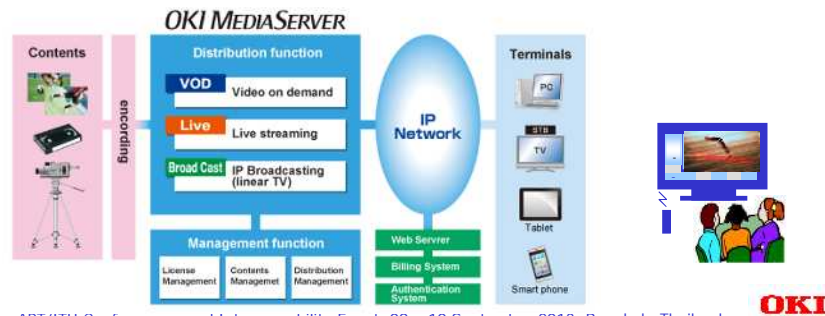 OKI MEDIASERVER
Contents
encording
Distribution function
VOD
Video on demand
Live
Live streaming
Broad Cast
IP Broadcasting
(linear TV)
Management function
License
Management
Contents
Managemet
Distribution
Management
IP
Network
Web Servrer
Billing System
Authentication
System
Terminals
PC
STB
TV
Tablet
Smart phone
OKI